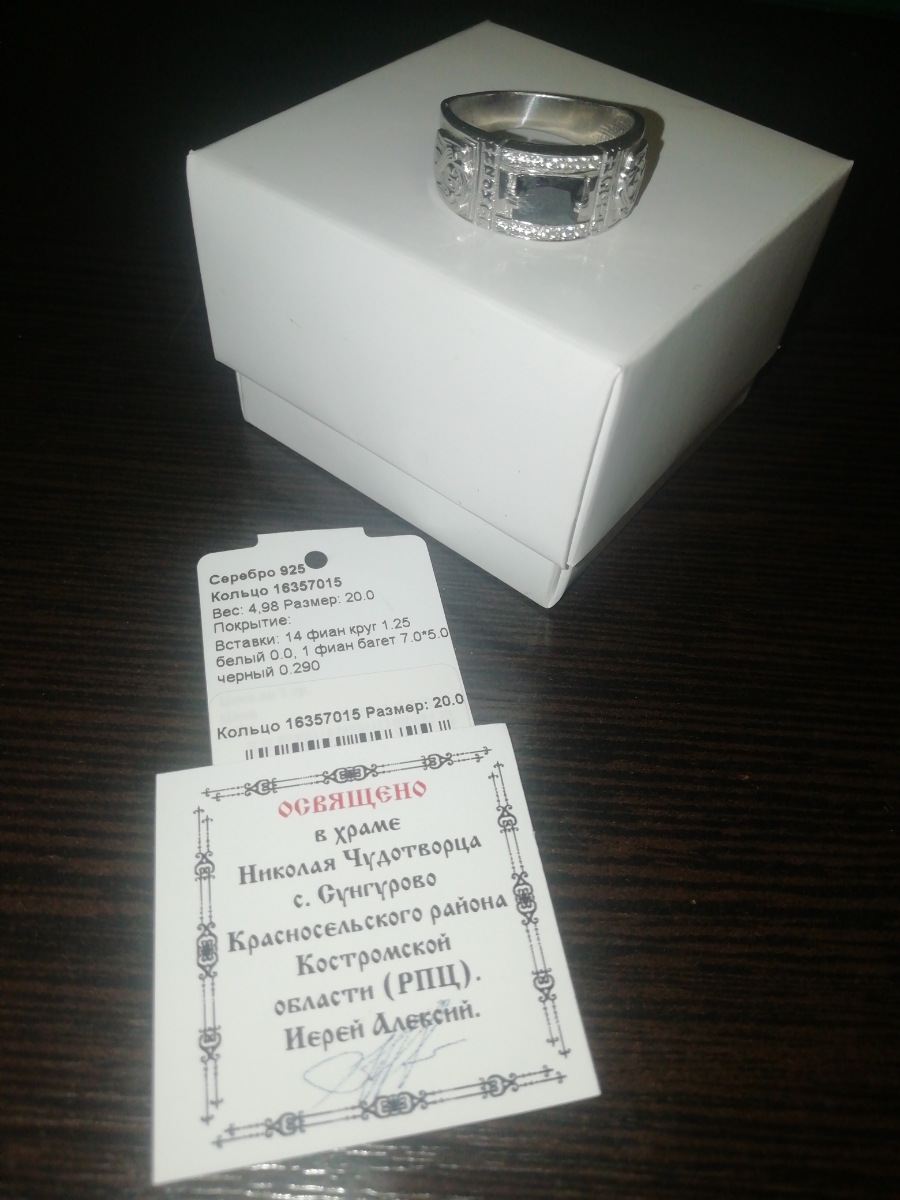 Серебро 925
Кольцо 16357015
Вес: 4,98 Размер: 20.0
Покрытие:
Вставки: 14 фиан круг 1.25
белый 0.0, 1 фиан багет 7.0*5.0
черный 0.290
Кольцо 16357015 Размер: 20.0
ОСВЯЩЕНО
в храме
Николая Чудотворца
с. Сунгурово
Красносельского района
Костромской
области (РПЦ).
Иерей Алексий.